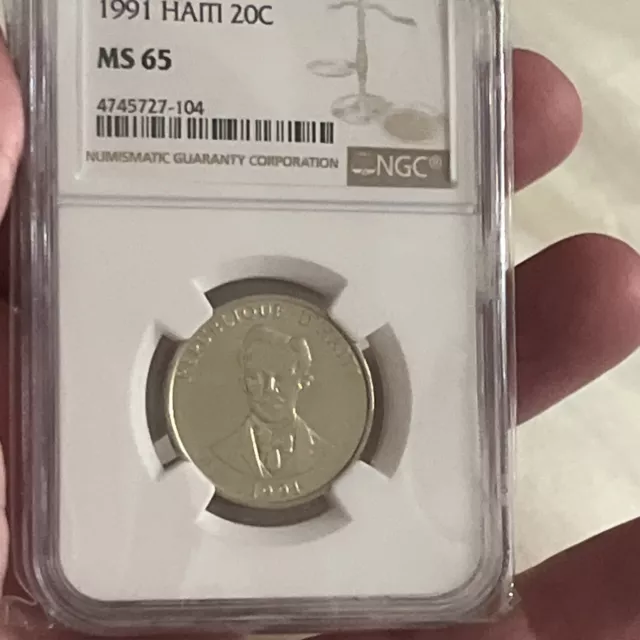 1991 HAITI 20C
MS 65
4745727-104
NUMISMATIC GUARANTY CORPORATION
NGC®
REPUBLIQUE D'HAITI
1991